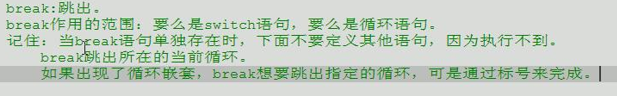 break:跳出。
break作用的范围：要么是switch语句，要么是循环语句。
记住：当break语句单独存在时，下面不要定义其他语句，因为执行不到。
break跳出所在的当前循环。
如果出现了循环嵌套，break想要跳出指定的循环，可是通过标号来完成。